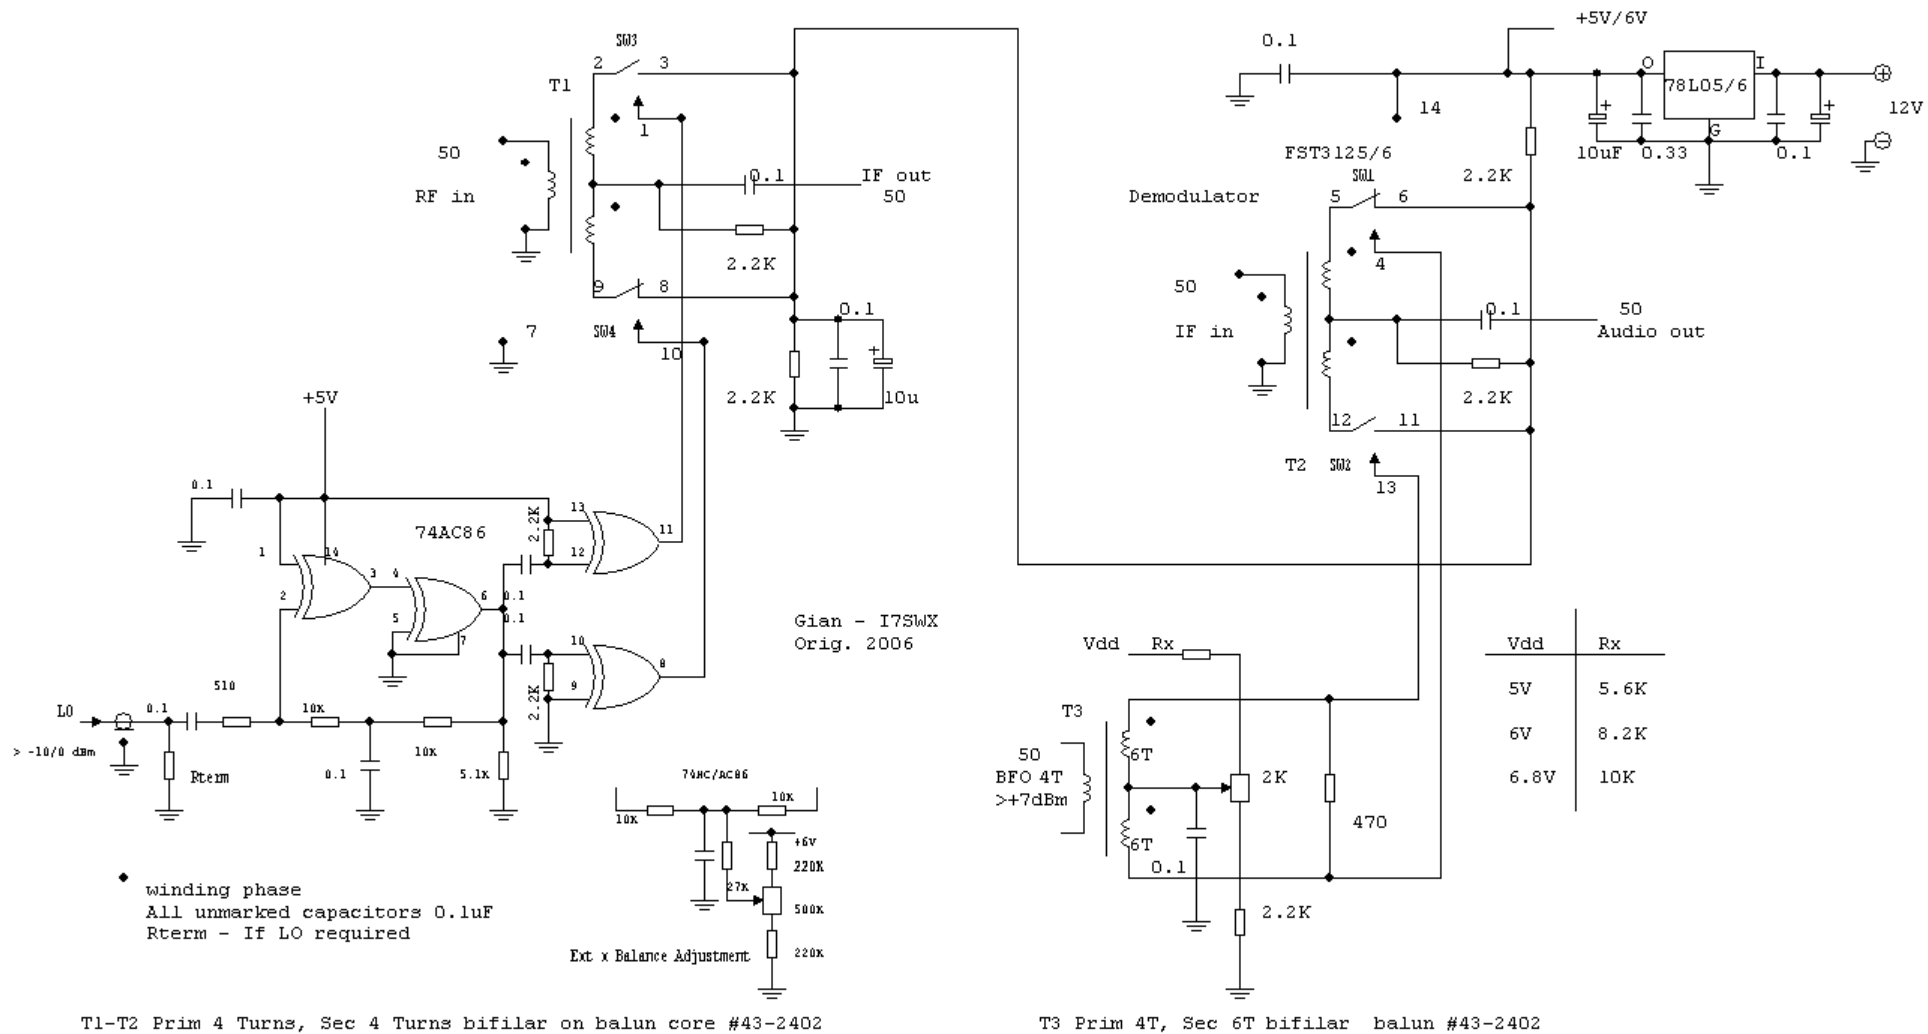 +5V/6V
SW3
0.1
2
3
T1
O
I
78L05/6
+
+
12V
14
1
G
50
FST3125/6
10uF
0.33
0.1
0.1
IF out
SW1
2.2K
RF in
50
Demodulator
5
6
2.2K
4
9
8
50
0.1
0.1
50
7
SW4
IF in
Audio out
10
+
2.2K
10u
2.2K
+5V
12
11
T2
SW2
13
0.1
13
2.2K
11
74AC86
1
14
12
3
4
2
6
0.1
5
0.1
Gian - I7SWX
Orig. 2006
7
10
Vdd
Rx
Vdd
Rx
8
510
9
2.2K
5V
5.6K
LO
0.1
10K
T3
6V
8.2K
> -10/0 dBm
10K
50
6T
Rterm
0.1
5.1K
74HC/AC86
BFO 4T
2K
6.8V
10K
10K
>+7dBm
10K
470
+6V
6T
220K
0.1
winding phase
27K
All unmarked capacitors 0.1uF
500K
2.2K
Rterm - If LO required
Ext x Balance Adjustment
220K
T1-T2 Prim 4 Turns, Sec 4 Turns bifilar on balun core #43-2402
T3 Prim 4T, Sec 6T bifilar balun #43-2402